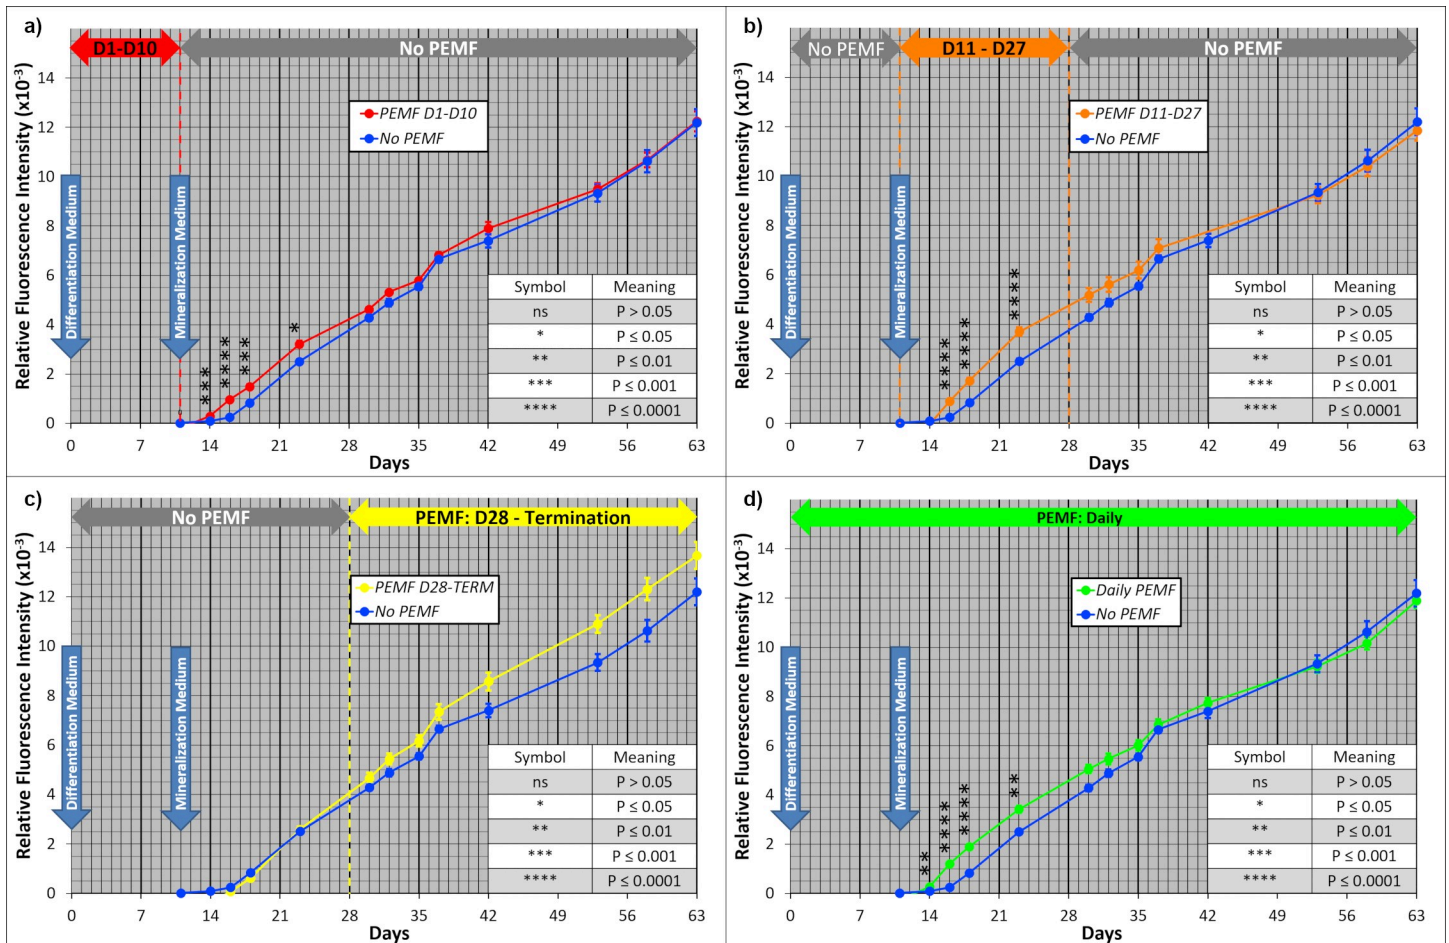 a)
D1-D10
No PEMF
Relative Fluorescence Intensity (x10⁻³)
14
12
10
8
6
4
2
0
PEMF D1-D10
No PEMF
Differentiation Medium
Mineralization Medium
***
****
***
*
Symbol Meaning
ns P > 0.05
* P ≤ 0.05
** P ≤ 0.01
*** P ≤ 0.001
**** P ≤ 0.0001
0 7 14 21 28 35 42 49 56 63
Days
b)
No PEMF
D11 - D27
No PEMF
Relative Fluorescence Intensity (x10⁻³)
14
12
10
8
6
4
2
0
PEMF D11-D27
No PEMF
Differentiation Medium
Mineralization Medium
****
****
****
Symbol Meaning
ns P > 0.05
* P ≤ 0.05
** P ≤ 0.01
*** P ≤ 0.001
**** P ≤ 0.0001
0 7 14 21 28 35 42 49 56 63
Days
c)
No PEMF
PEMF: D28 - Termination
Relative Fluorescence Intensity (x10⁻³)
14
12
10
8
6
4
2
0
PEMF D28-TERM
No PEMF
Differentiation Medium
Mineralization Medium
Symbol Meaning
ns P > 0.05
* P ≤ 0.05
** P ≤ 0.01
*** P ≤ 0.001
**** P ≤ 0.0001
0 7 14 21 28 35 42 49 56 63
Days
d)
PEMF: Daily
Relative Fluorescence Intensity (x10⁻³)
14
12
10
8
6
4
2
0
Daily PEMF
No PEMF
Differentiation Medium
Mineralization Medium
**
****
****
**
Symbol Meaning
ns P > 0.05
* P ≤ 0.05
** P ≤ 0.01
*** P ≤ 0.001
**** P ≤ 0.0001
0 7 14 21 28 35 42 49 56 63
Days